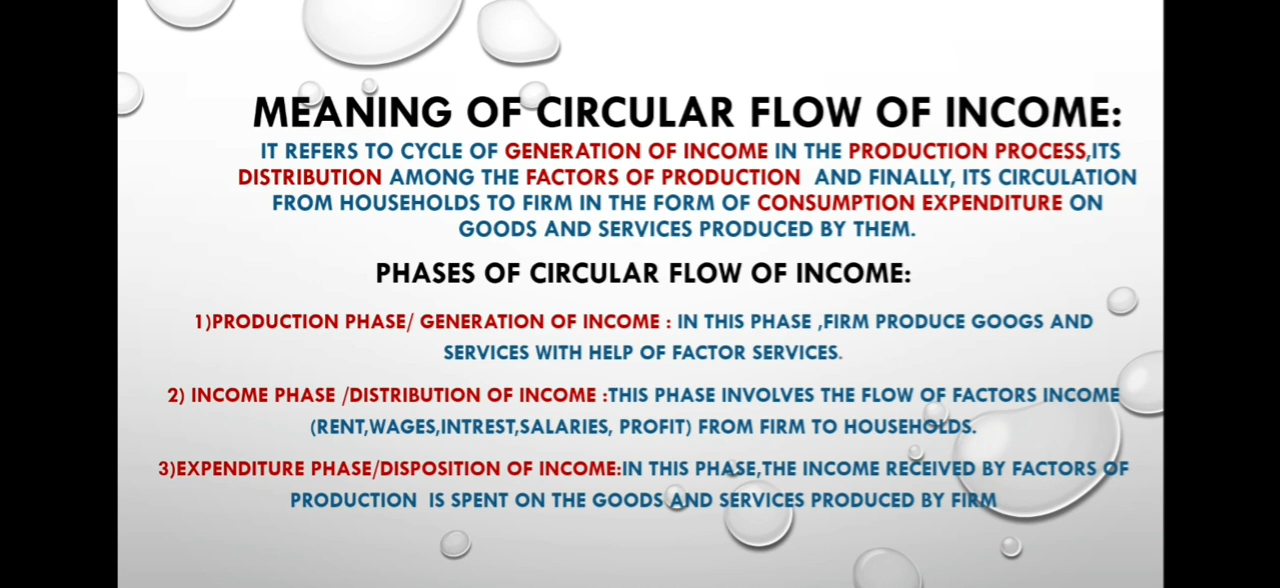 MEANING OF CIRCULAR FLOW OF INCOME:
IT REFERS TO CYCLE OF GENERATION OF INCOME IN THE PRODUCTION PROCESS,ITS
DISTRIBUTION AMONG THE FACTORS OF PRODUCTION AND FINALLY, ITS CIRCULATION
FROM HOUSEHOLDS TO FIRM IN THE FORM OF CONSUMPTION EXPENDITURE ON
GOODS AND SERVICES PRODUCED BY THEM.
PHASES OF CIRCULAR FLOW OF INCOME:
1)PRODUCTION PHASE/ GENERATION OF INCOME : IN THIS PHASE ,FIRM PRODUCE GOOGS AND
SERVICES WITH HELP OF FACTOR SERVICES.
2) INCOME PHASE /DISTRIBUTION OF INCOME :THIS PHASE INVOLVES THE FLOW OF FACTORS INCOME
(RENT,WAGES,INTREST,SALARIES, PROFIT) FROM FIRM TO HOUSEHOLDS.
3)EXPENDITURE PHASE/DISPOSITION OF INCOME:IN THIS PHASE,THE INCOME RECEIVED BY FACTORS OF
PRODUCTION IS SPENT ON THE GOODS AND SERVICES PRODUCED BY FIRM